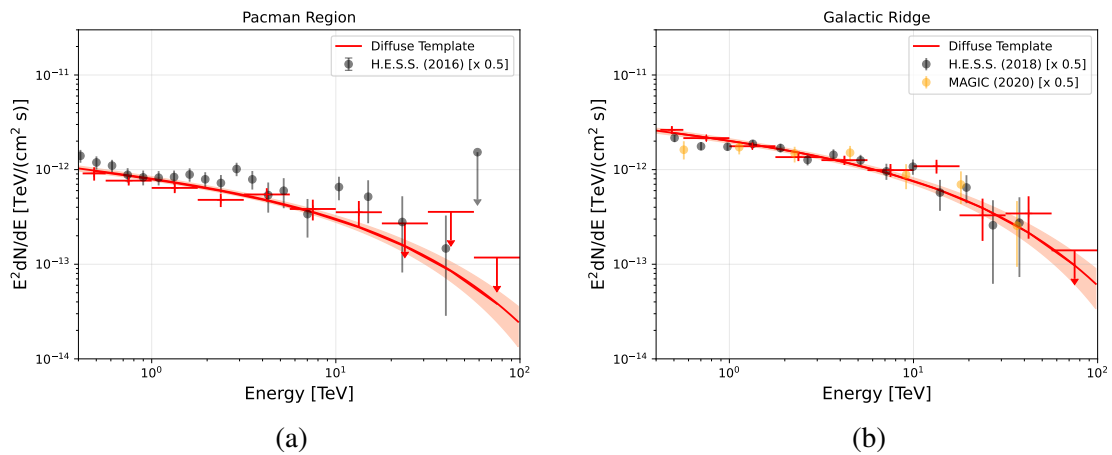 Pacman Region
Diffuse Template
H.E.S.S. (2016) [x 0.5]
E²dN/dE [TeV/(cm² s)]
10⁻¹¹
10⁻¹²
10⁻¹³
10⁻¹⁴
10⁰
10¹
10²
Energy [TeV]
(a)
Galactic Ridge
Diffuse Template
H.E.S.S. (2018) [x 0.5]
MAGIC (2020) [x 0.5]
E²dN/dE [TeV/(cm² s)]
10⁻¹¹
10⁻¹²
10⁻¹³
10⁻¹⁴
10⁰
10¹
10²
Energy [TeV]
(b)